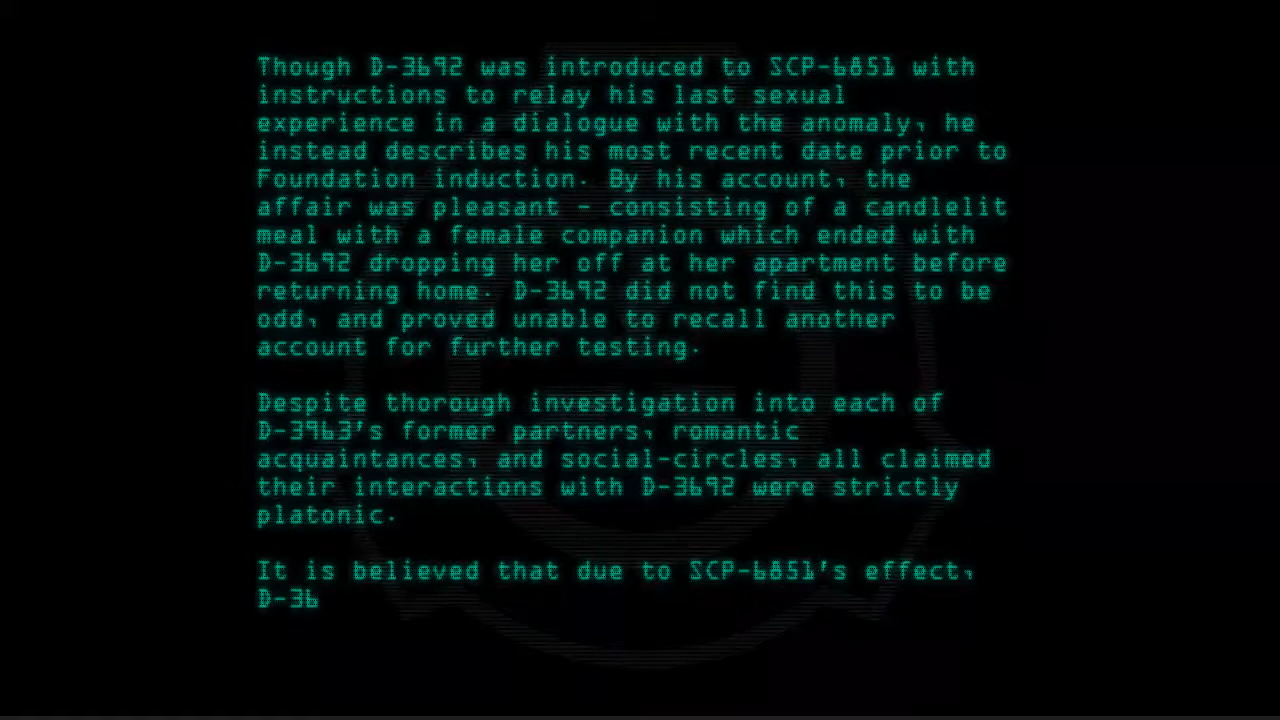 Though D-3692 was introduced to SCP-6851 with
instructions to relay his last sexual
experience in a dialogue with the anomaly, he
instead describes his most recent date prior to
Foundation induction. By his account, the
affair was pleasant - consisting of a candlelit
meal with a female companion which ended with
D-3692 dropping her off at her apartment before
returning home. D-3692 did not find this to be
odd, and proved unable to recall another
account for further testing.
Despite thorough investigation into each of
D-3963's former partners, romantic
acquaintances, and social-circles, all claimed
their interactions with D-3692 were strictly
platonic.
It is believed that due to SCP-6851's effect,
D-36